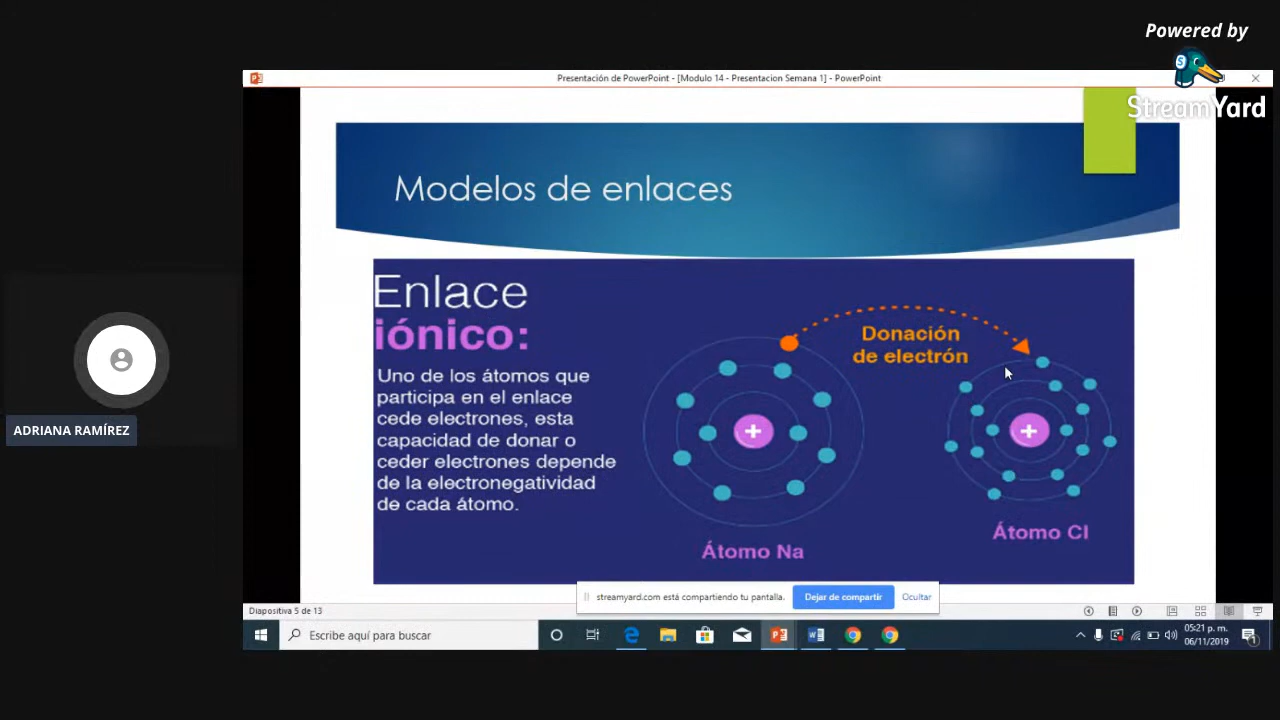 Powered by
StreamYard
Presentación de PowerPoint - [Modulo 14 - Presentacion Semana 1] - PowerPoint
Modelos de enlaces
Enlace
iónico:
Uno de los átomos que
participa en el enlace
cede electrones, esta
capacidad de donar o
ceder electrones depende
de la electronegatividad
de cada átomo.
Donación
de electrón
+
+
Átomo Na
Átomo Cl
ADRIANA RAMÍREZ
streamyard.com está compartiendo tu pantalla.
Dejar de compartir
Ocultar
Diapositiva 5 de 13
Escribe aquí para buscar
05:21 p. m.
06/11/2019